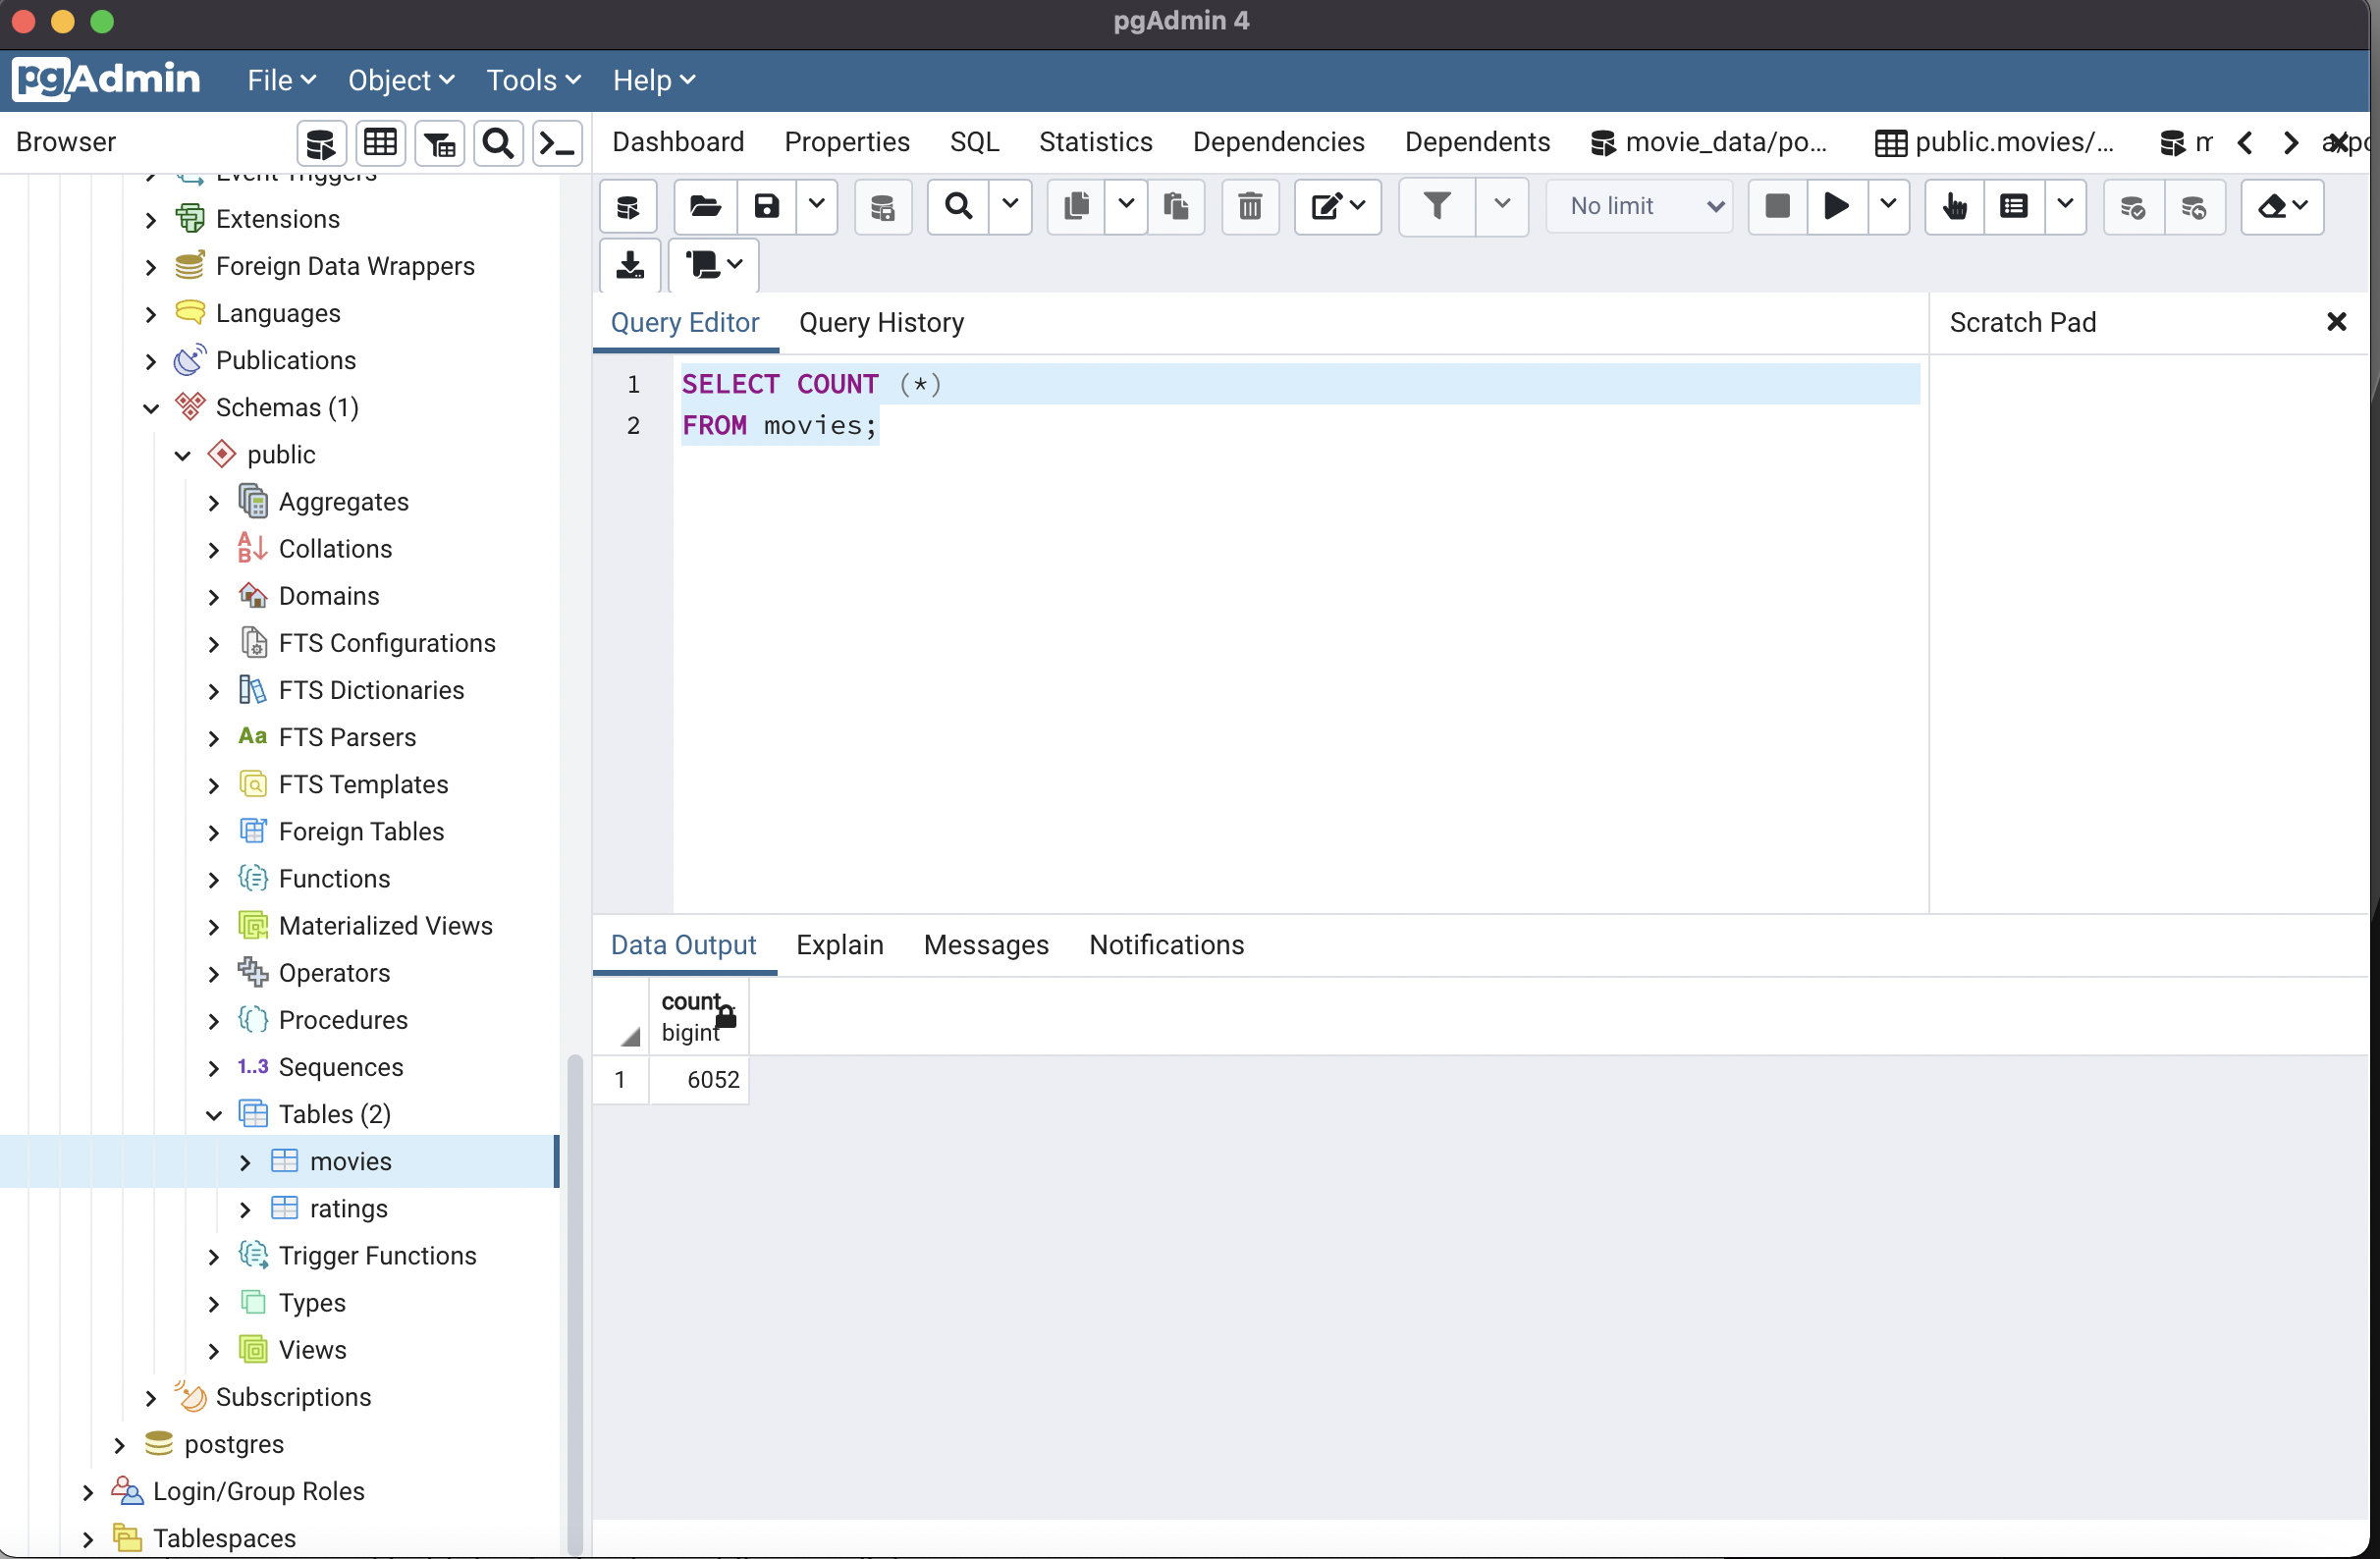 pgAdmin 4
pgAdmin File Object Tools Help
Browser
Dashboard Properties SQL Statistics Dependencies Dependents movie_data/po... public.movies/...
No limit
Event Triggers
Extensions
Foreign Data Wrappers
Languages
Publications
Schemas (1)
public
Aggregates
Collations
Domains
FTS Configurations
FTS Dictionaries
Aa FTS Parsers
FTS Templates
Foreign Tables
Functions
Materialized Views
Operators
Procedures
1..3 Sequences
Tables (2)
movies
ratings
Trigger Functions
Types
Views
Subscriptions
postgres
Login/Group Roles
Tablespaces
Query Editor Query History
Scratch Pad
1 SELECT COUNT (*)
2 FROM movies;
Data Output Explain Messages Notifications
count
bigint
1 6052